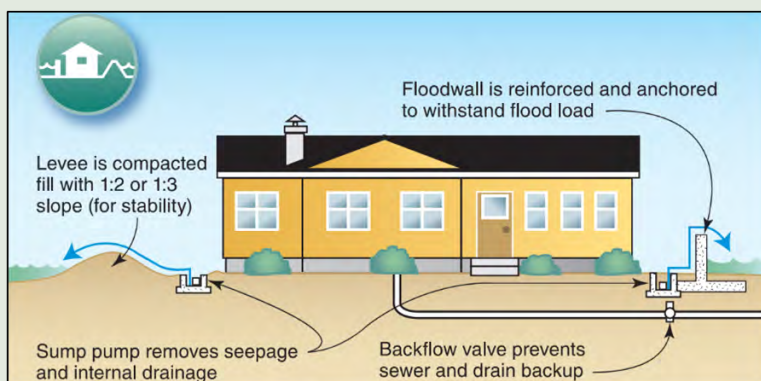 Floodwall is reinforced and anchored
to withstand flood load
Levee is compacted
fill with 1:2 or 1:3
slope (for stability)
Sump pump removes seepage
and internal drainage
Backflow valve prevents
sewer and drain backup